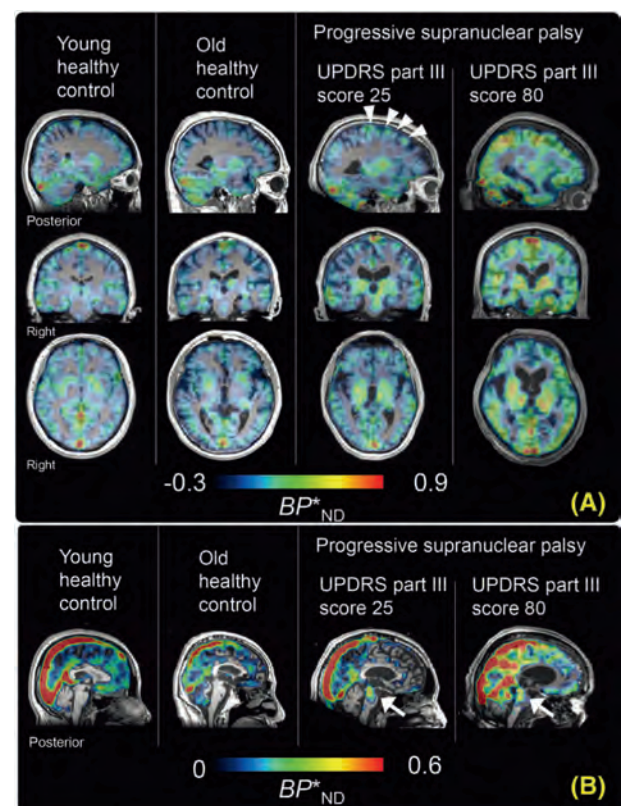 Young
healthy
control
Old
healthy
control
Progressive supranuclear palsy
UPDRS part III
score 25
UPDRS part III
score 80
Posterior
Right
Right
-0.3
0.9
BP*ND
(A)
Young
healthy
control
Old
healthy
control
Progressive supranuclear palsy
UPDRS part III
score 25
UPDRS part III
score 80
Posterior
0
0.6
BP*ND
(B)